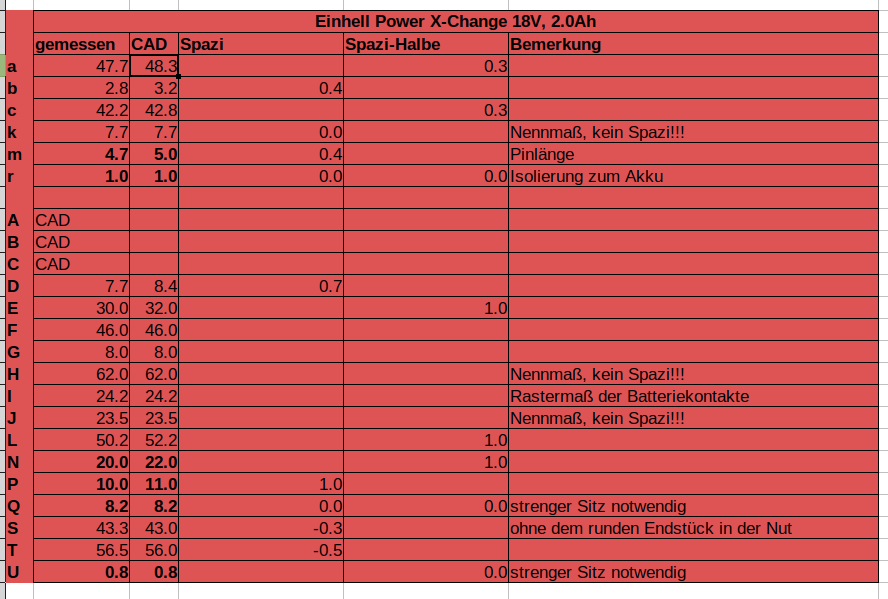 Einhell Power X-Change 18V, 2.0Ah
gemessen CAD Spazi Spazi-Halbe Bemerkung
a 47.7 48.3 0.3
b 2.8 3.2 0.4
c 42.2 42.8 0.3
k 7.7 7.7 0.0 Nennmaß, kein Spazi!!!
m 4.7 5.0 0.4 Pinlänge
r 1.0 1.0 0.0 0.0 Isolierung zum Akku
A CAD
B CAD
C CAD
D 7.7 8.4 0.7
E 30.0 32.0 1.0
F 46.0 46.0
G 8.0 8.0
H 62.0 62.0 Nennmaß, kein Spazi!!!
I 24.2 24.2 Rastermaß der Batteriekontakte
J 23.5 23.5 Nennmaß, kein Spazi!!!
L 50.2 52.2 1.0
N 20.0 22.0 1.0
P 10.0 11.0 1.0
Q 8.2 8.2 0.0 0.0 strenger Sitz notwendig
S 43.3 43.0 -0.3 ohne dem runden Endstück in der Nut
T 56.5 56.0 -0.5
U 0.8 0.8 0.0 strenger Sitz notwendig